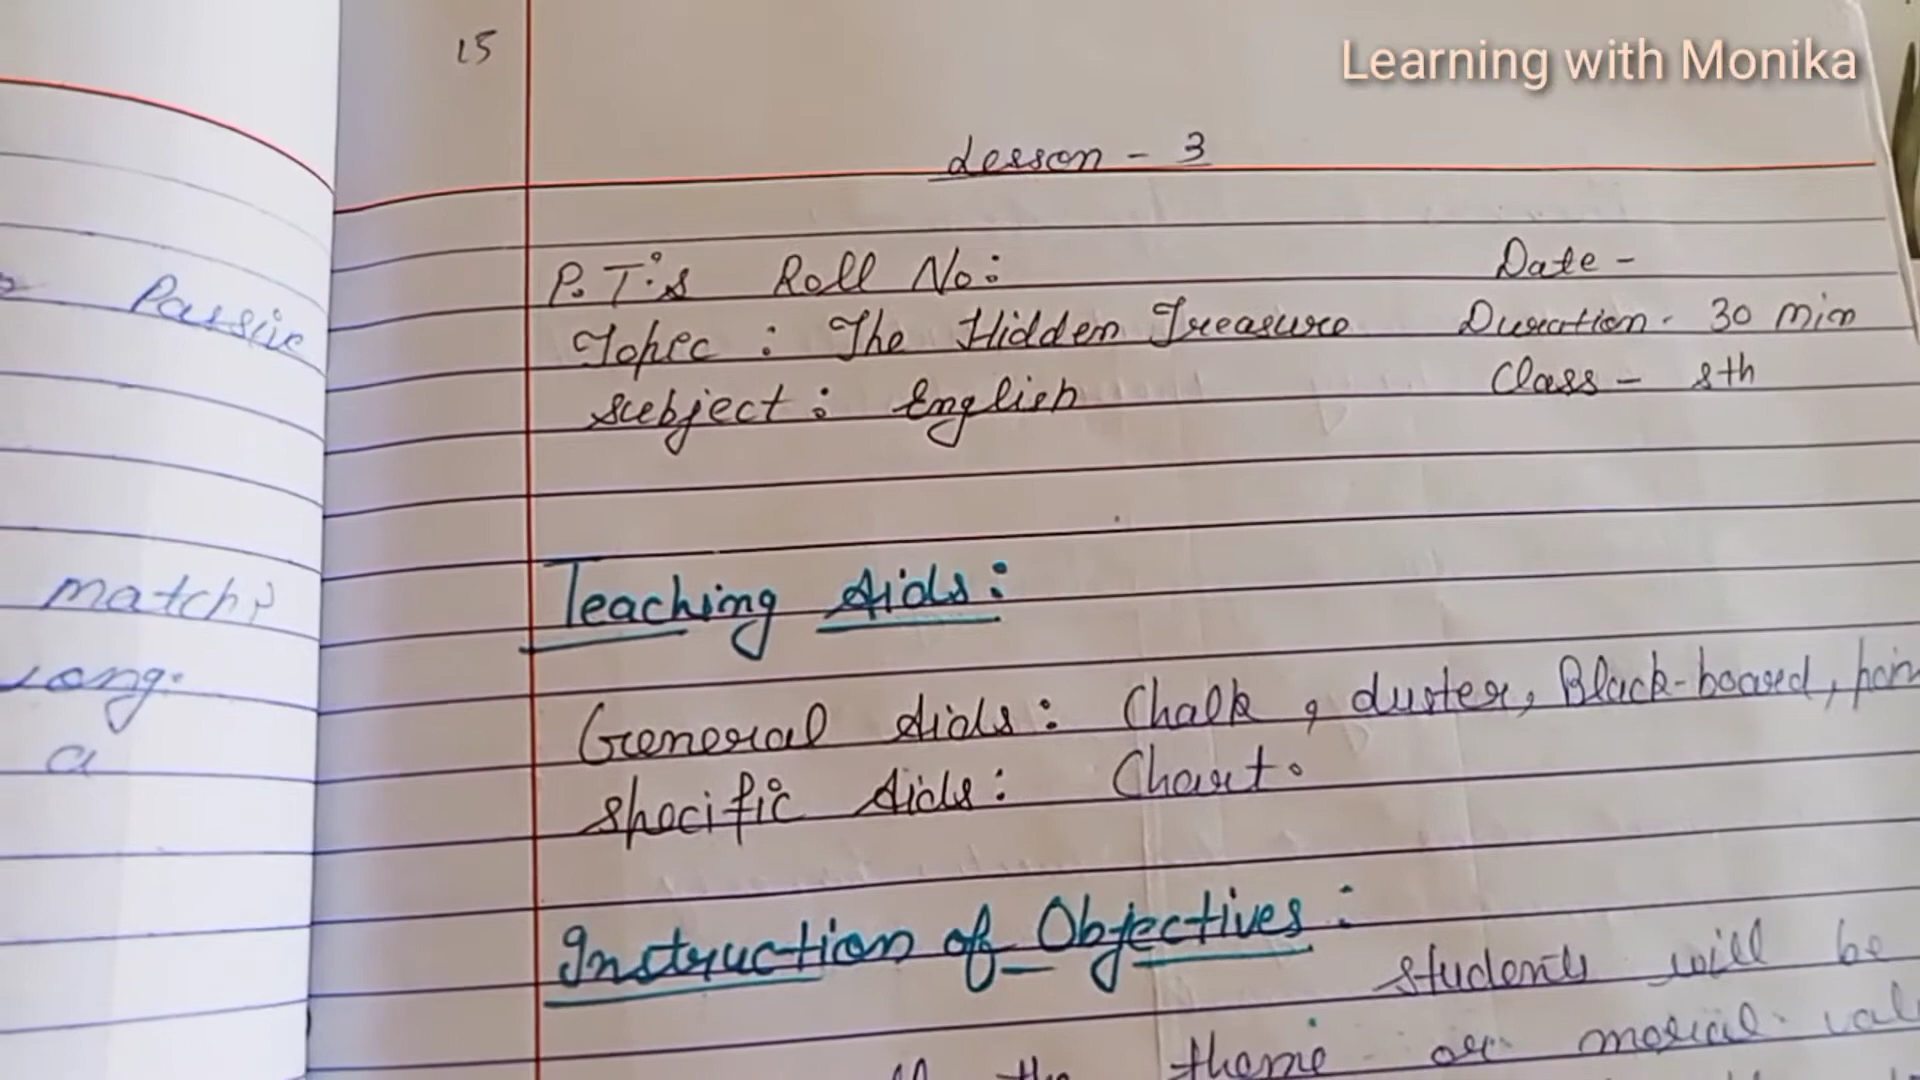 15
Learning with Monika
Lesson - 3
P.T.'s Roll No:
Date -
Topic : The Hidden Treasure
Duration - 30 min
Subject : English
Class - 8th
Passive
match?
a
Teaching Aids:
General Aids: Chalk, duster, Black-board,
Specific Aids: Chart.
Instruction of Objectives:
students will be
the theme or moral